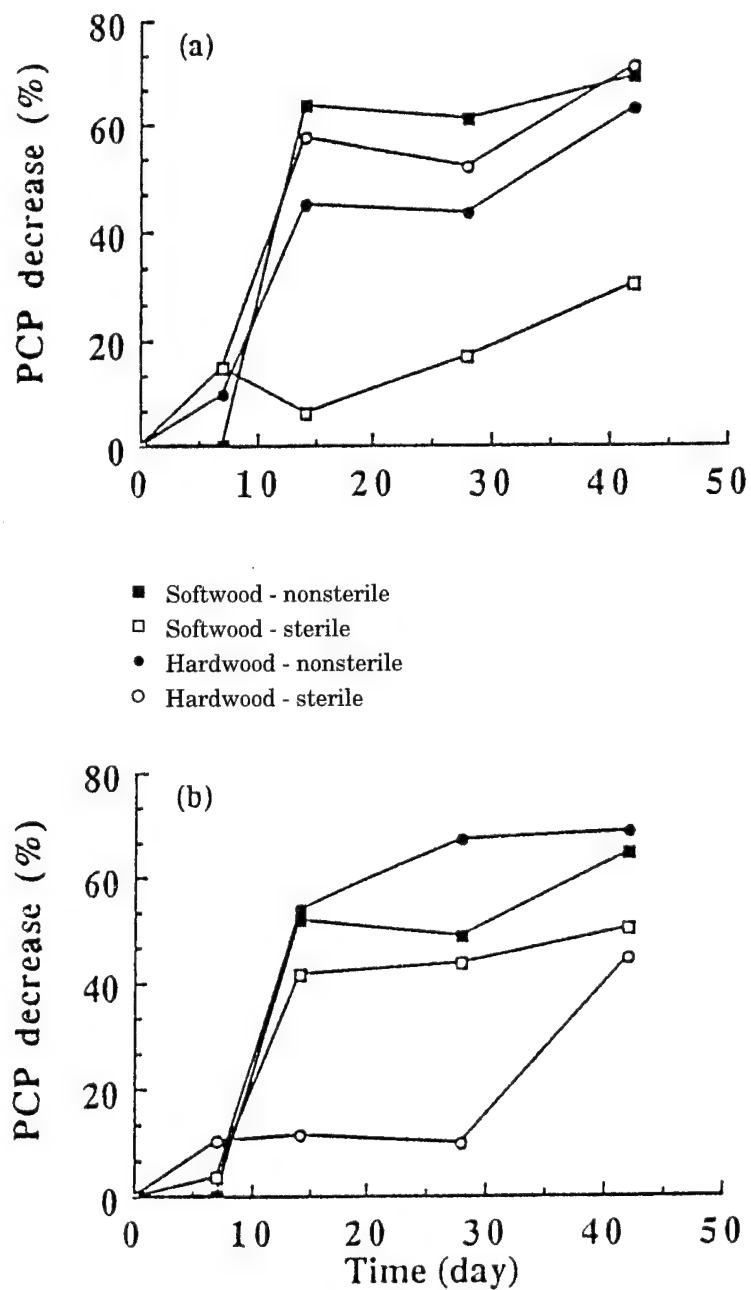 80
(a)
60
40
20
0
PCP decrease (%)
0 10 20 30 40 50
Softwood - nonsterile
Softwood - sterile
Hardwood - nonsterile
Hardwood - sterile
80
(b)
60
40
20
0
PCP decrease (%)
0 10 20 30 40 50
Time (day)